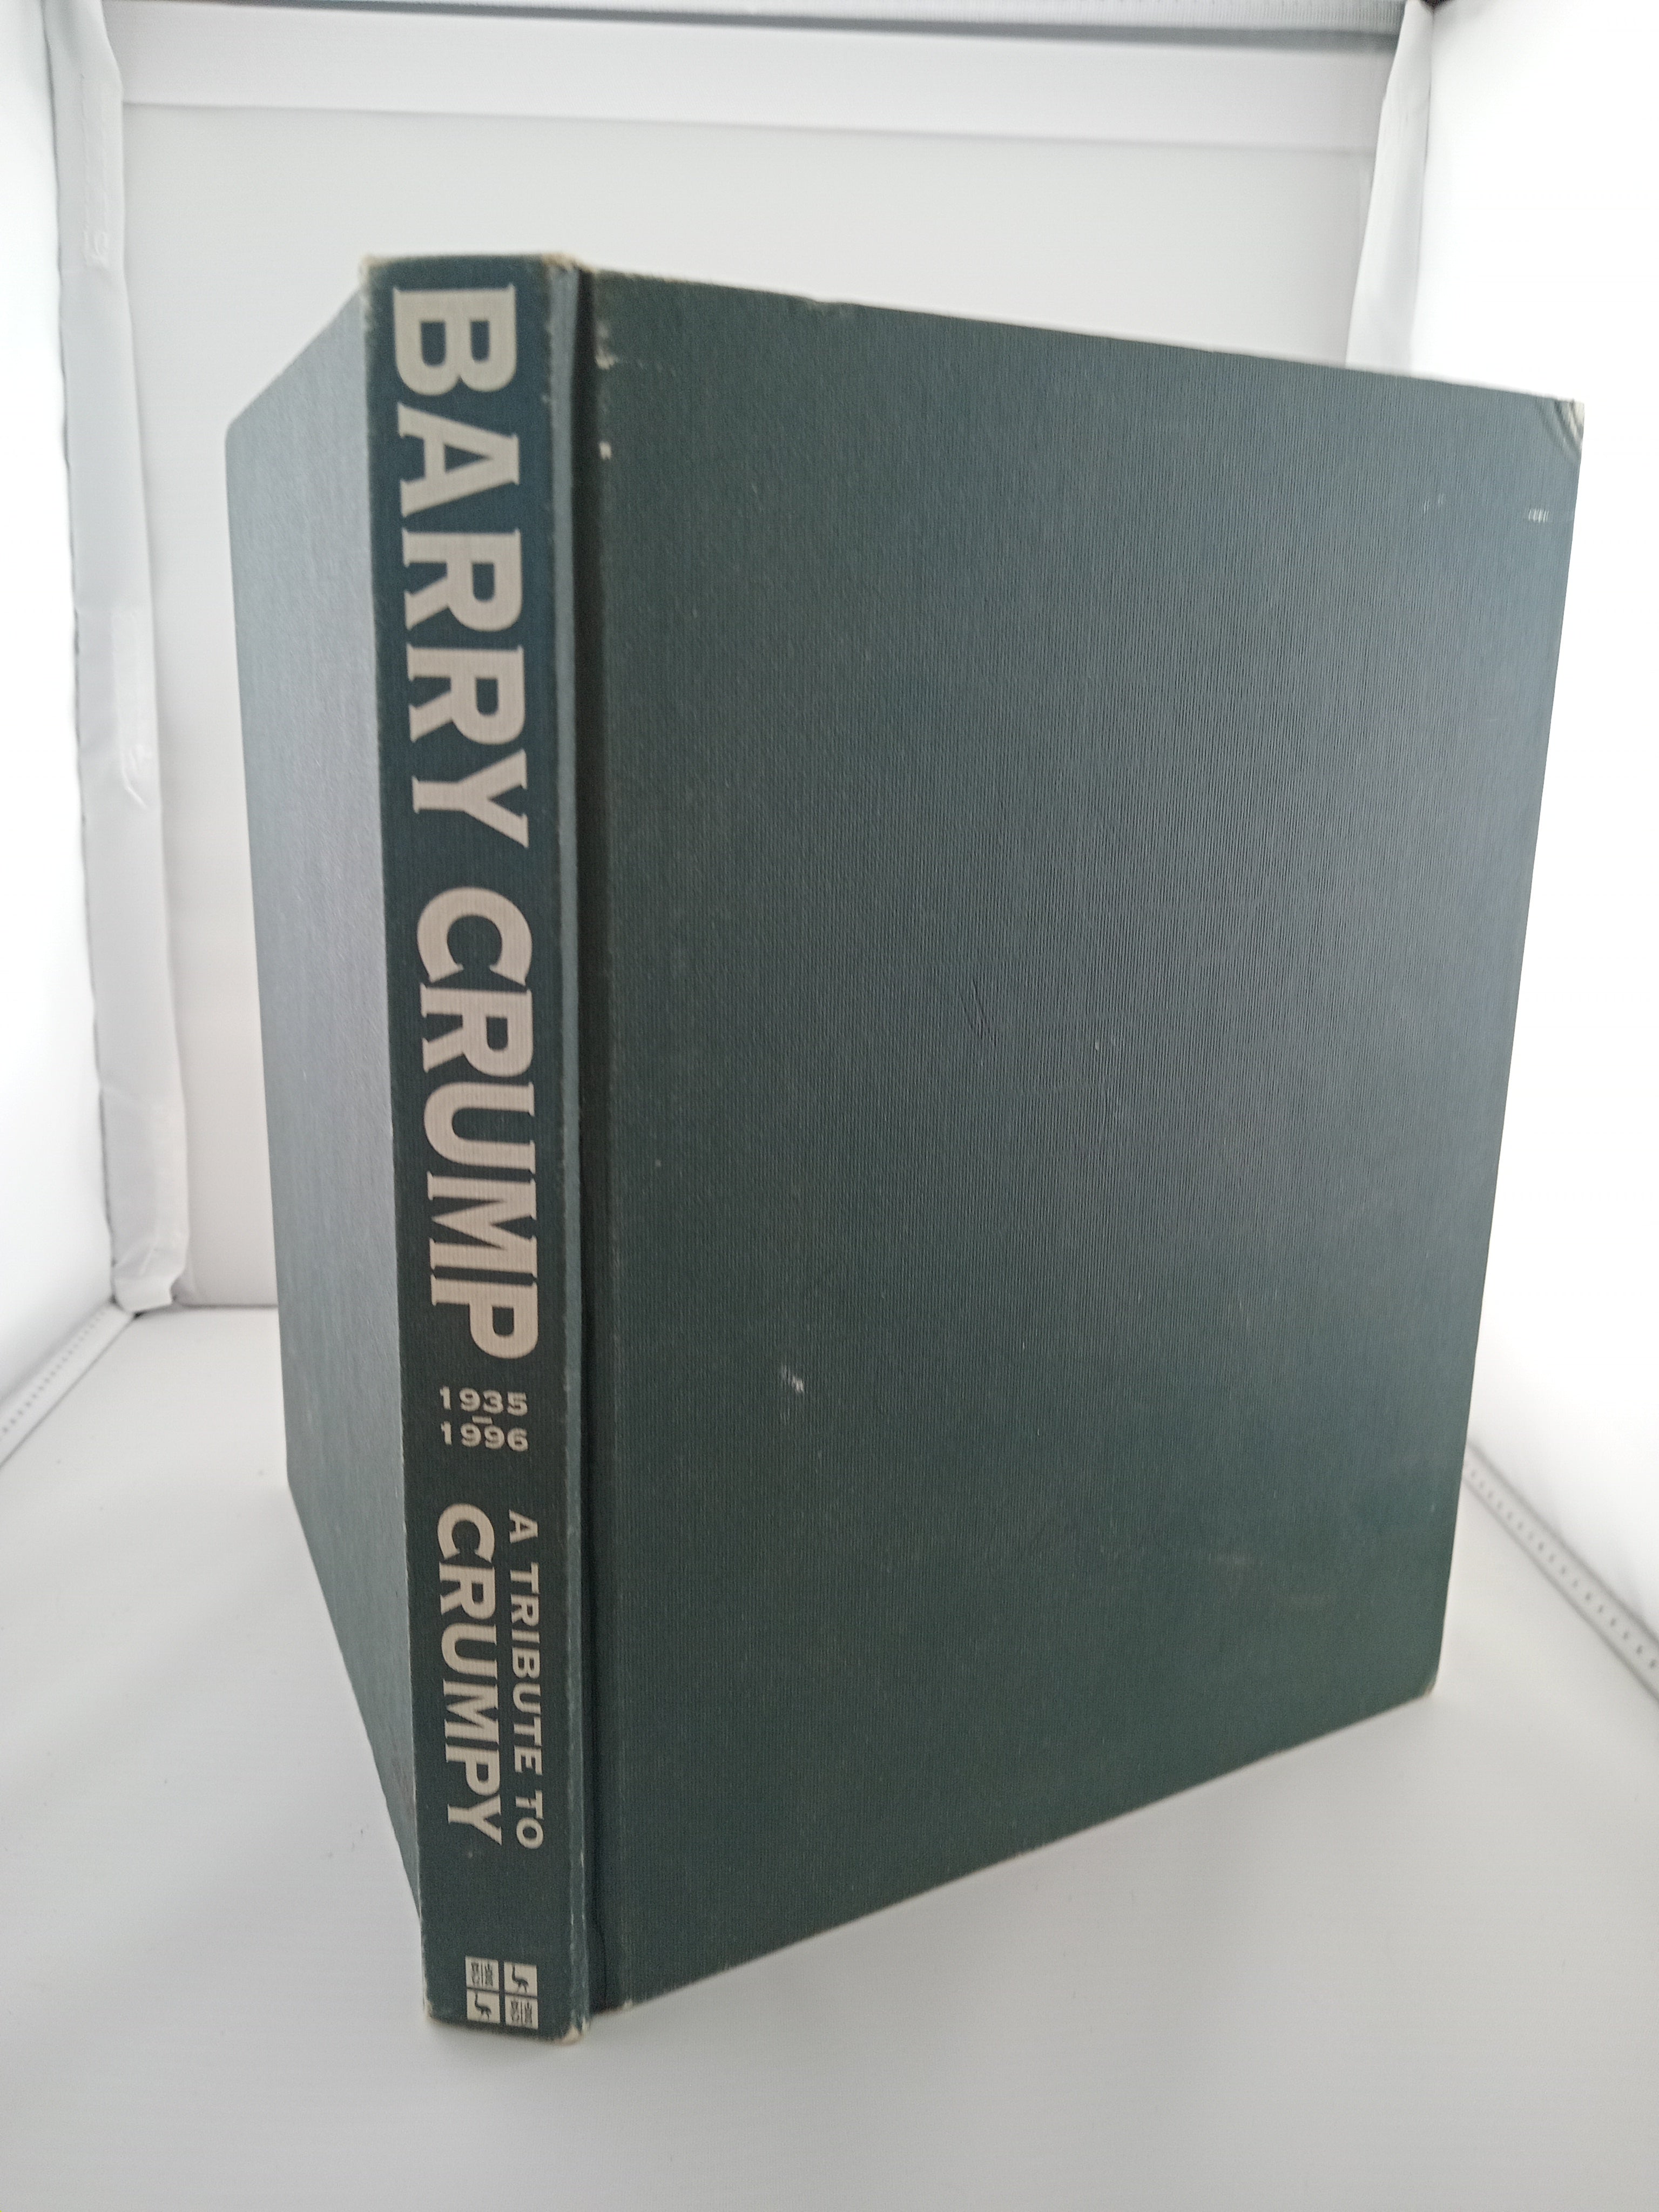 BARRY CRUMP
1935
–
1996
A TRIBUTE TO
CRUMPY